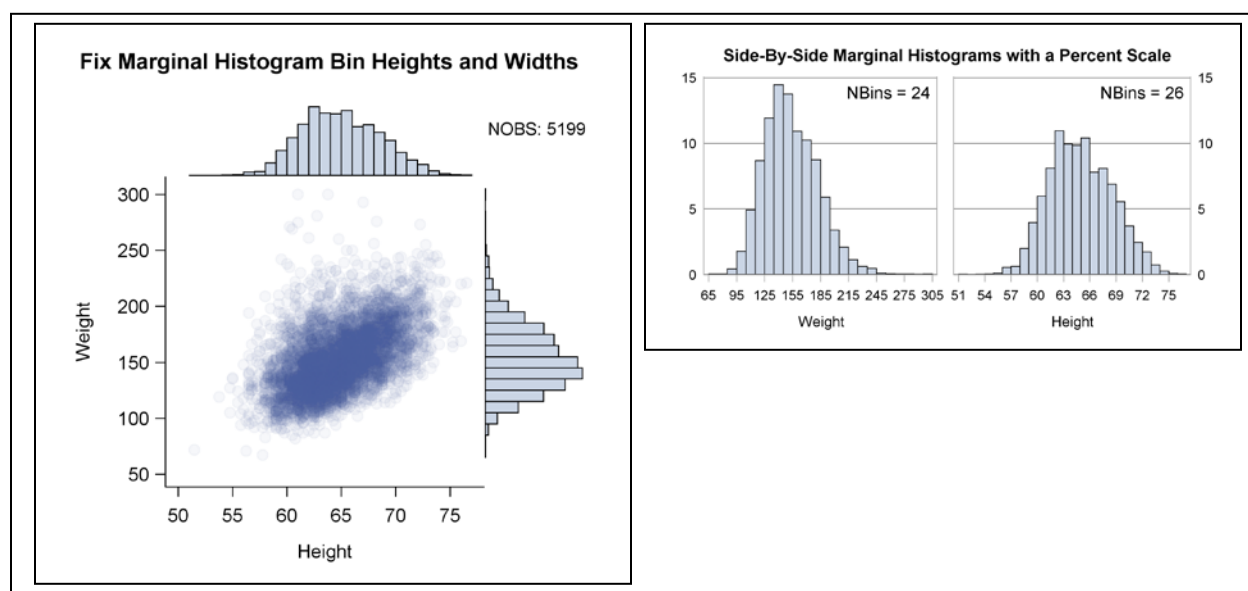 Fix Marginal Histogram Bin Heights and Widths
NOBS: 5199
300
250
200
150
100
50
Weight
50 55 60 65 70 75
Height
Side-By-Side Marginal Histograms with a Percent Scale
15
10
5
0
NBins = 24
65 95 125 155 185 215 245 275 305
Weight
NBins = 26
15
10
5
0
51 54 57 60 63 66 69 72 75
Height